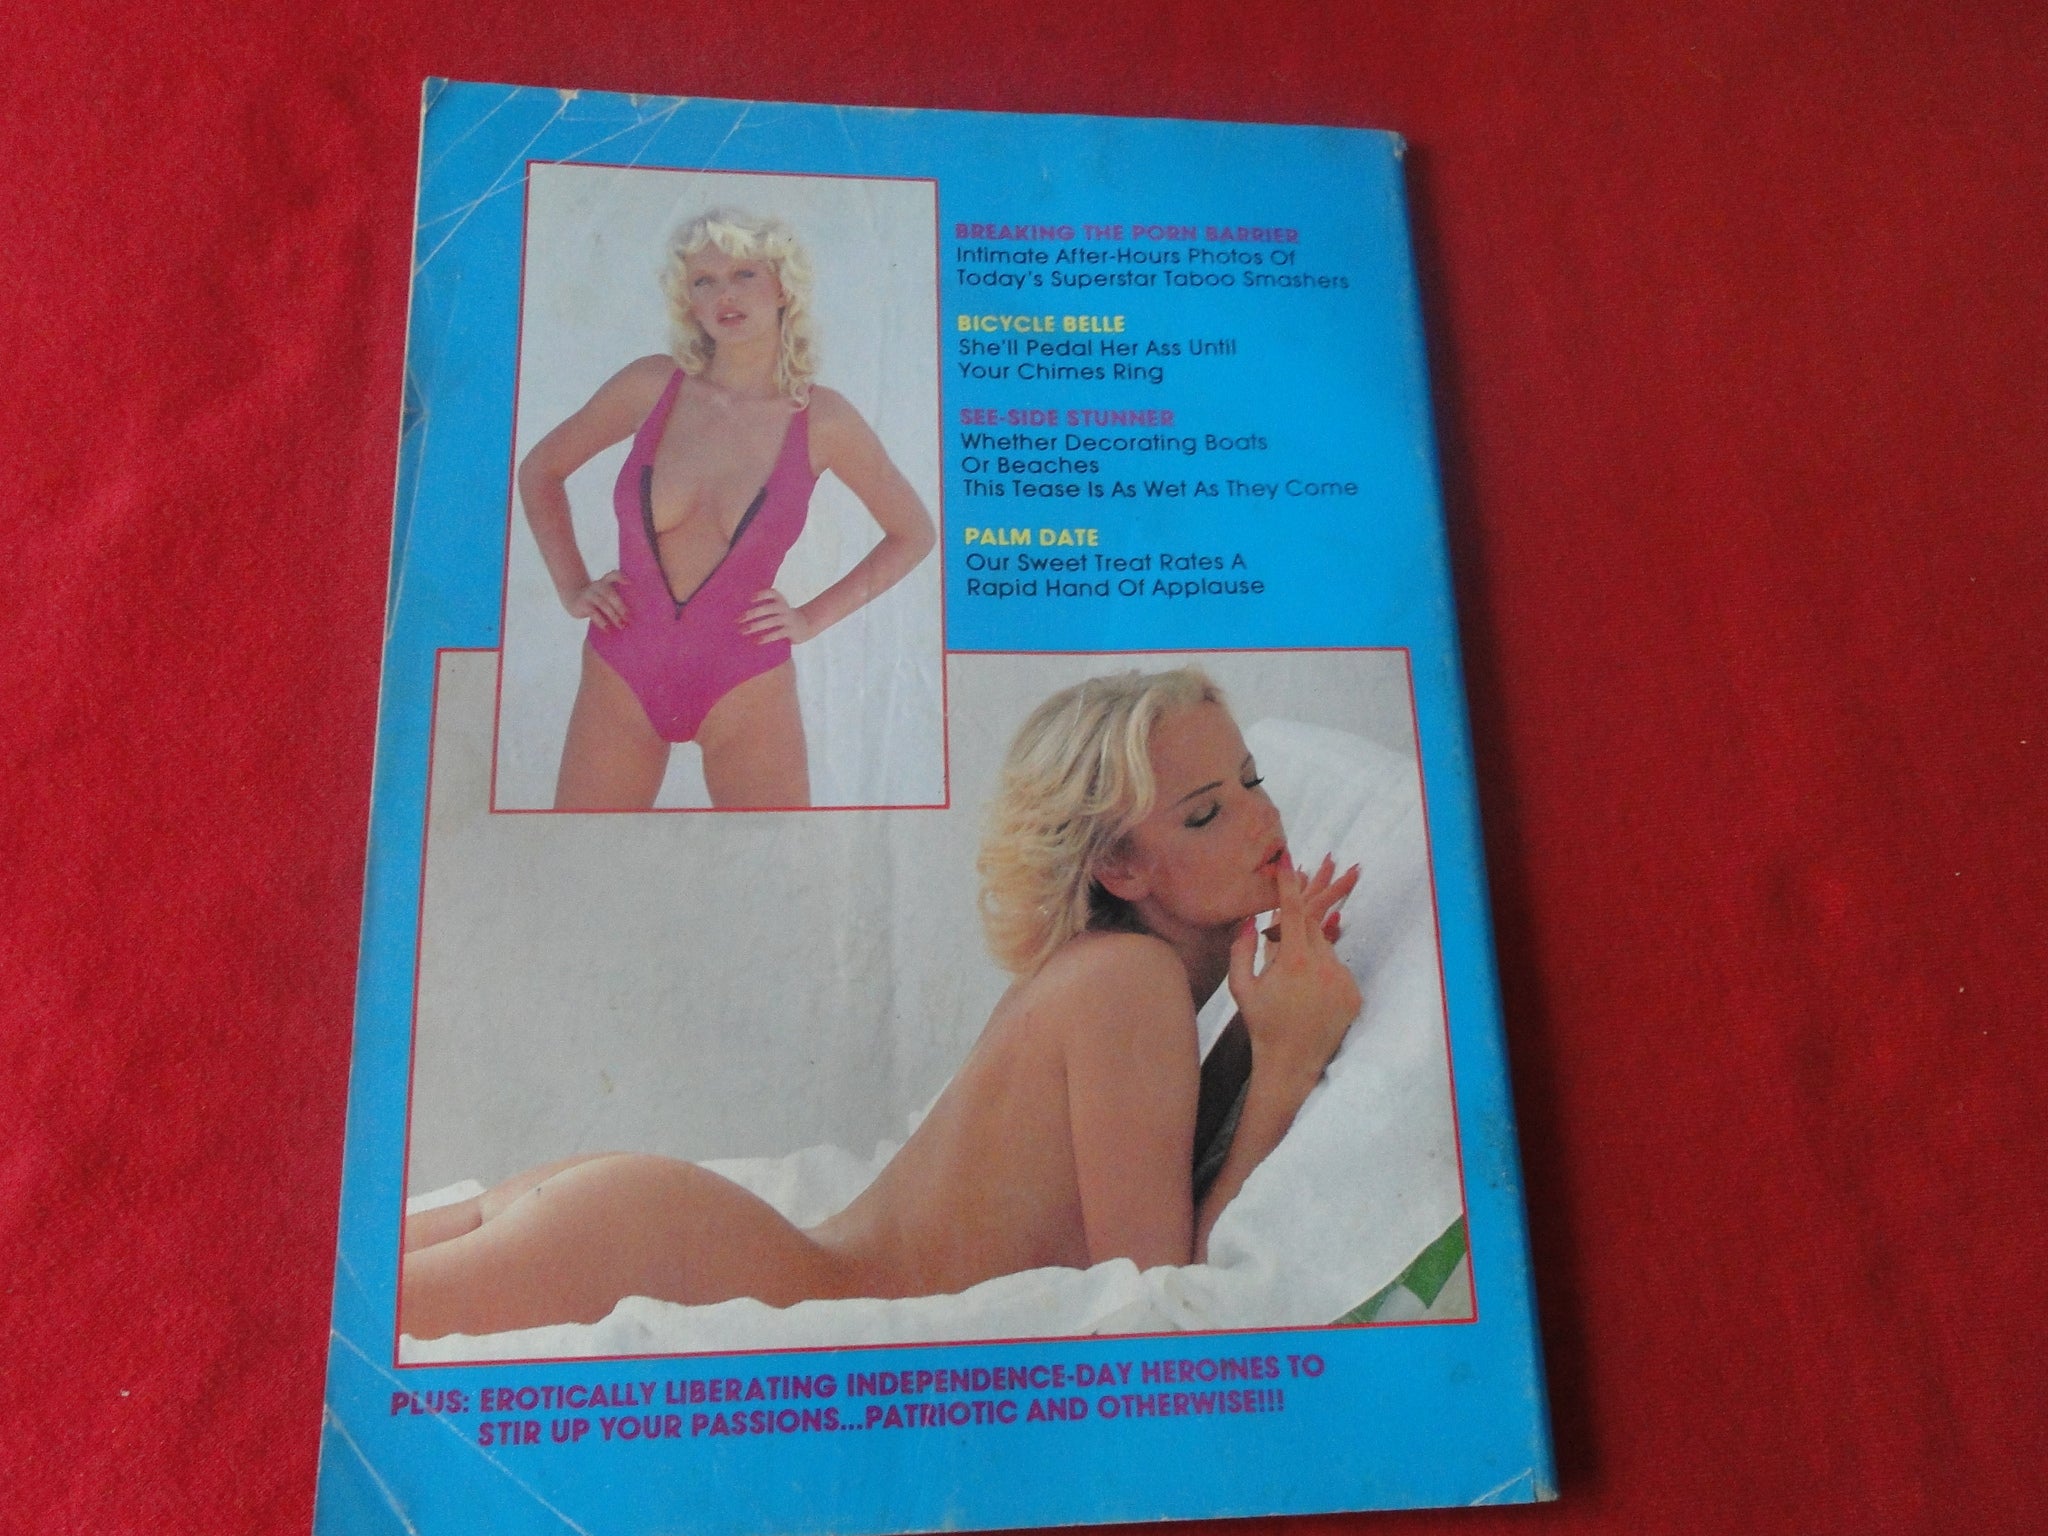 BREAKING THE PORN BARRIER
Intimate After-Hours Photos Of
Today's Superstar Taboo Smashers
BICYCLE BELLE
She'll Pedal Her Ass Until
Your Chimes Ring
SEE-SIDE STUNNER
Whether Decorating Boats
Or Beaches
This Tease Is As Wet As They Come
PALM DATE
Our Sweet Treat Rates A
Rapid Hand Of Applause
PLUS: EROTICALLY LIBERATING INDEPENDENCE-DAY HEROINES TO
STIR UP YOUR PASSIONS...PATRIOTIC AND OTHERWISE!!!